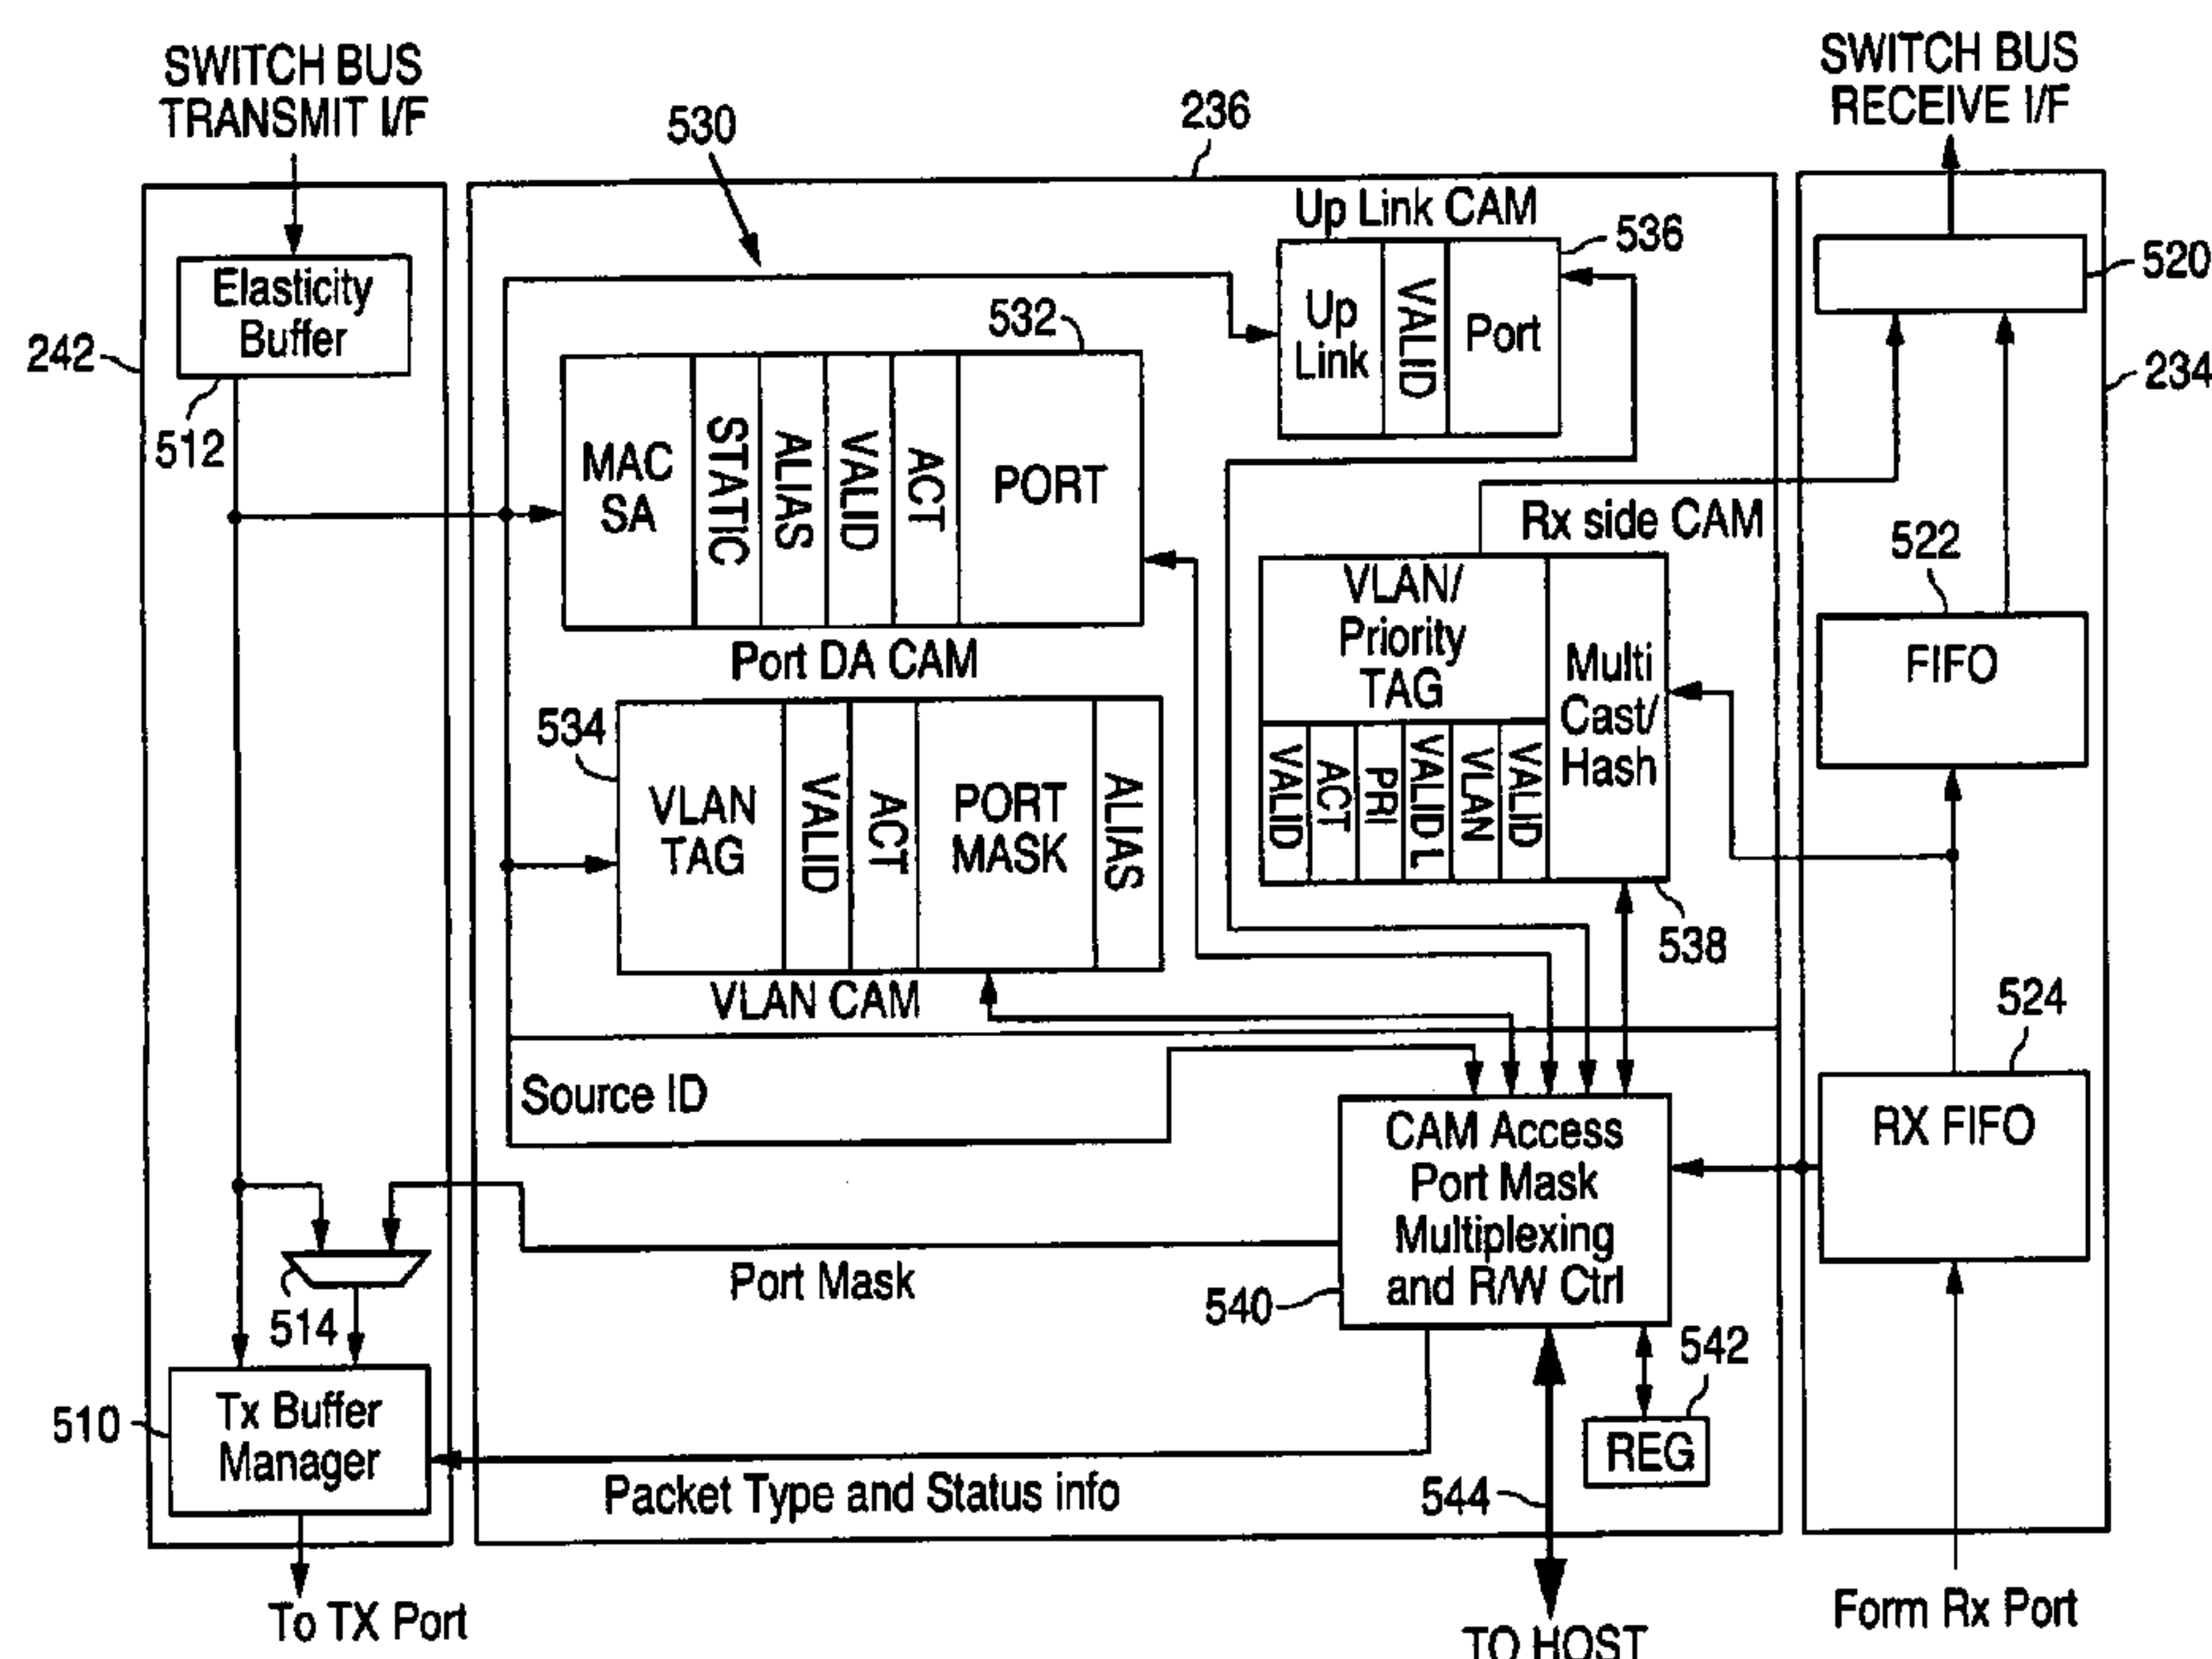 SWITCH BUS
TRANSMIT I/F
SWITCH BUS
RECEIVE I/F
530
236
Up Link CAM
536
520
Elasticity
Buffer
Up
Link
VALID
Port
532
242
234
512
MAC
SA
STATIC
ALIAS
VALID
ACT
PORT
Rx side CAM
522
Port DA CAM
VLAN/
Priority
TAG
Multi
Cast/
Hash
FIFO
534
VLAN
TAG
VALID
ACT
PORT
MASK
ALIAS
VALID
ACT
PRI
VALID L
VLAN
VALID
538
VLAN CAM
524
Source ID
CAM Access
Port Mask
Multiplexing
and R/W Ctrl
RX FIFO
Port Mask
540
514
542
Tx Buffer
Manager
510
REG
Packet Type and Status info
544
To TX Port
TO HOST
Form Rx Port